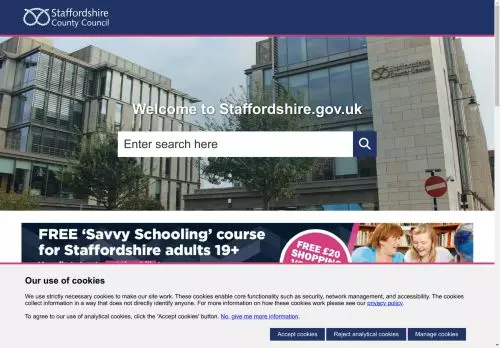 Staffordshire
County Council
Staffordshire
County Council
Welcome to Staffordshire.gov.uk
Enter search here
FREE ‘Savvy Schooling’ course
for Staffordshire adults 19+
FREE £20
SHOPPING
Our use of cookies
We use strictly necessary cookies to make our site work. These cookies enable core functionality such as security, network management, and accessibility. The cookies
collect information in a way that does not directly identify anyone. For more information on how these cookies work please see our privacy policy.
To agree to our use of analytical cookies, click the 'Accept cookies' button. No, give me more information.
Accept cookies
Reject analytical cookies
Manage cookies